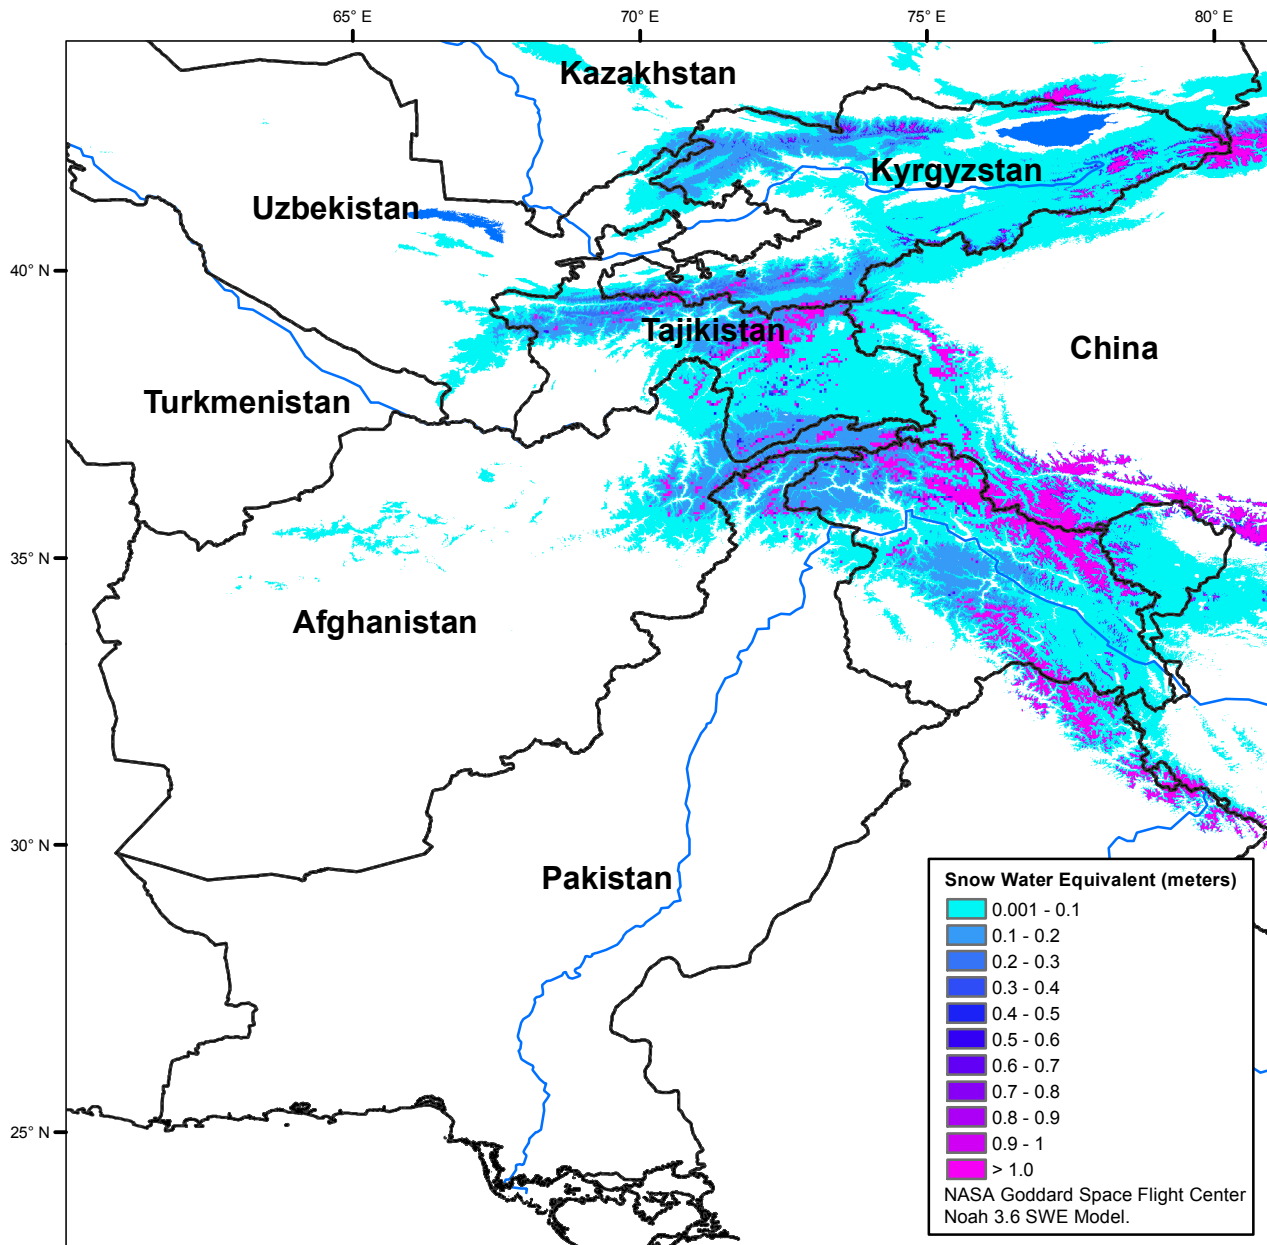 65° E
70° E
75° E
80° E
Kazakhstan
Kyrgyzstan
Uzbekistan
40° N
Tajikistan
China
Turkmenistan
35° N
Afghanistan
30° N
Pakistan
25° N
Snow Water Equivalent (meters)
0.001 - 0.1
0.1 - 0.2
0.2 - 0.3
0.3 - 0.4
0.4 - 0.5
0.5 - 0.6
0.6 - 0.7
0.7 - 0.8
0.8 - 0.9
0.9 - 1
> 1.0
NASA Goddard Space Flight Center
Noah 3.6 SWE Model.